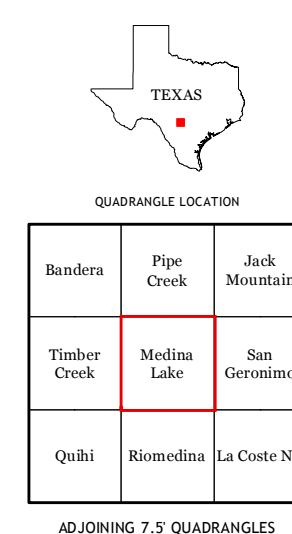 TEXAS
QUADRANGLE LOCATION
Bandera
Pipe
Creek
Jack
Mountain
Timber
Creek
Medina
Lake
San
Geronimo
Quihi
Riomedina
La Coste N
ADJOINING 7.5' QUADRANGLES